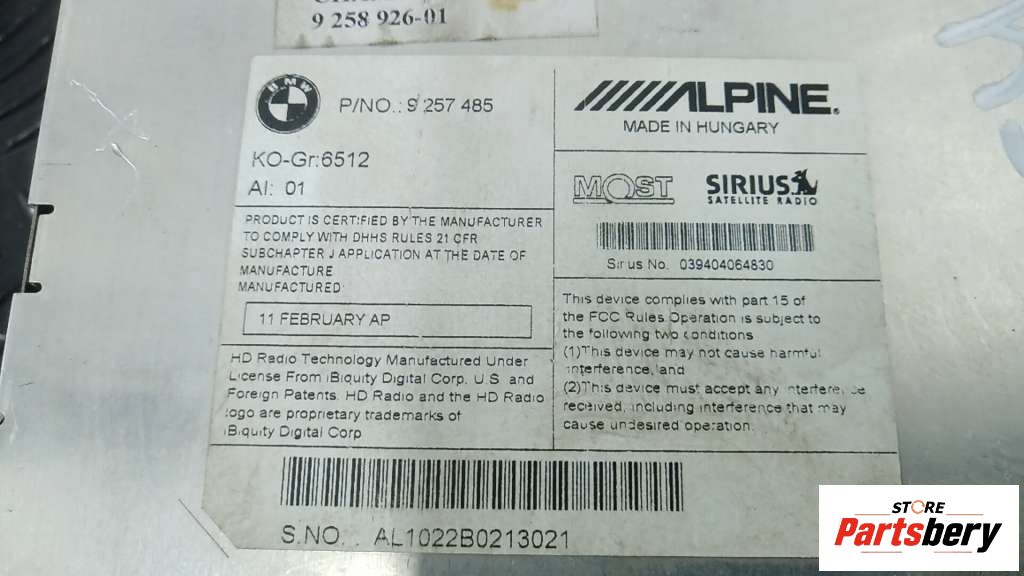 9 258 926-01
BMW
P/NO.: 9 257 485
KO-Gr:6512
AI: 01
PRODUCT IS CERTIFIED BY THE MANUFACTURER
TO COMPLY WITH DHHS RULES 21 CFR
SUBCHAPTER J APPLICATION AT THE DATE OF
MANUFACTURE
MANUFACTURED:
11 FEBRUARY AP
HD Radio Technology Manufactured Under
License From iBiquity Digital Corp. U.S. and
Foreign Patents. HD Radio and the HD Radio
logo are proprietary trademarks of
iBiquity Digital Corp
ALPINE®
MADE IN HUNGARY
MOST
SIRIUS
SATELLITE RADIO
Sirius No. 039404064830
This device complies with part 15 of
the FCC Rules Operation is subject to
the following two conditions
(1)This device may not cause harmful
interference, and
(2)This device must accept any interference
received, including interference that may
cause undesired operation.
S.NO. AL1022B0213021
STORE
Partsbery